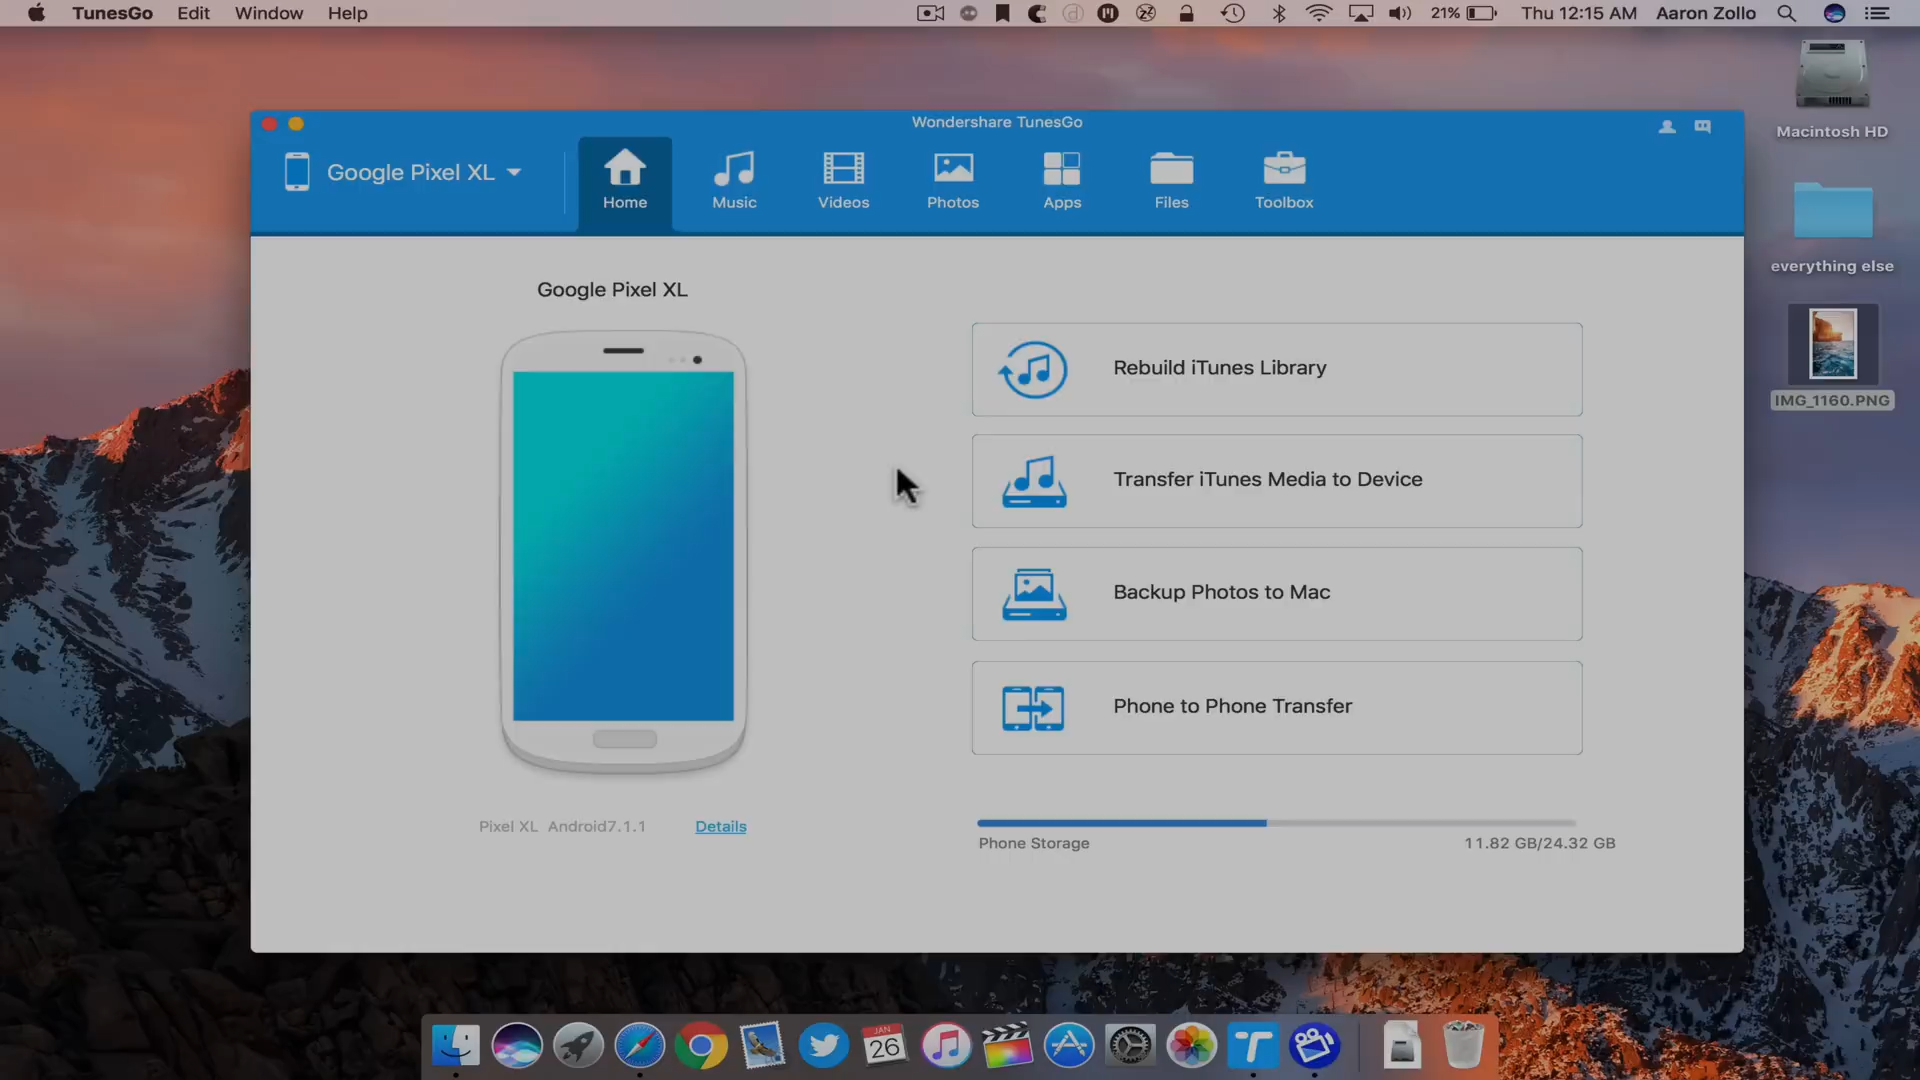 TunesGo Edit Window Help 21% Thu 12:15 AM Aaron Zollo
Macintosh HD
everything else
IMG_1160.PNG
Wondershare TunesGo
Google Pixel XL
Home Music Videos Photos Apps Files Toolbox
Google Pixel XL
Rebuild iTunes Library
Transfer iTunes Media to Device
Backup Photos to Mac
Phone to Phone Transfer
Pixel XL Android7.1.1 Details
Phone Storage 11.82 GB/24.32 GB
JAN
26